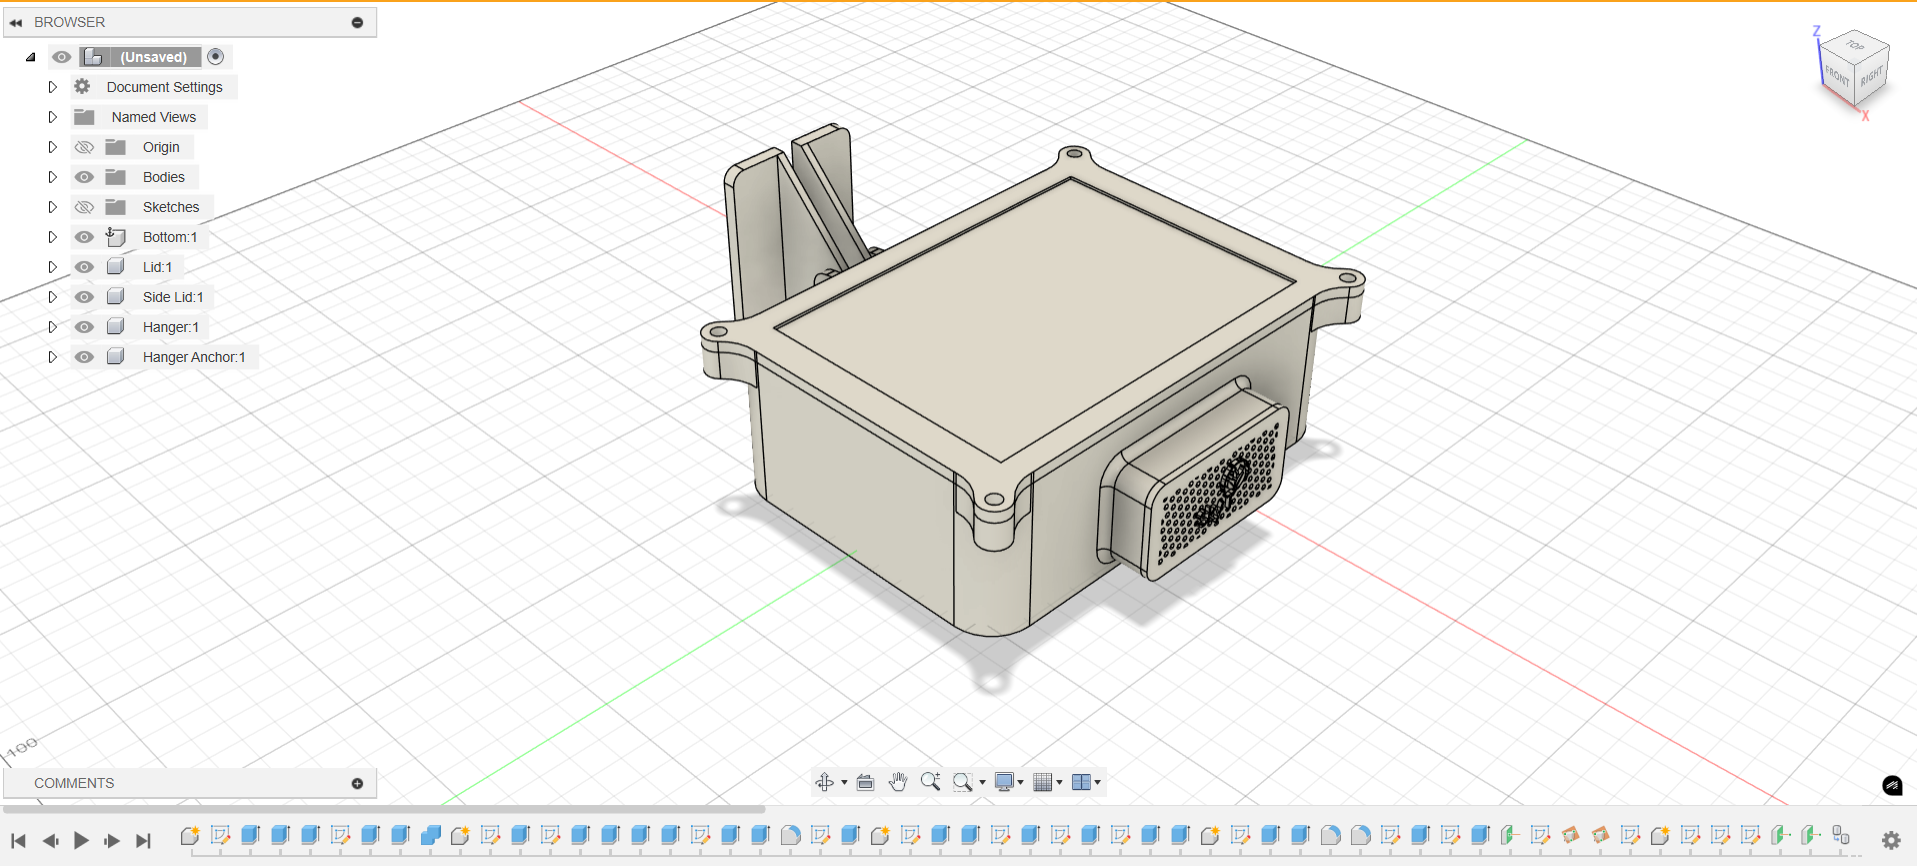 BROWSER
(Unsaved)
Document Settings
Named Views
Origin
Bodies
Sketches
Bottom:1
Lid:1
Side Lid:1
Hanger:1
Hanger Anchor:1
Z
TOP
FRONT
RIGHT
X
100
COMMENTS